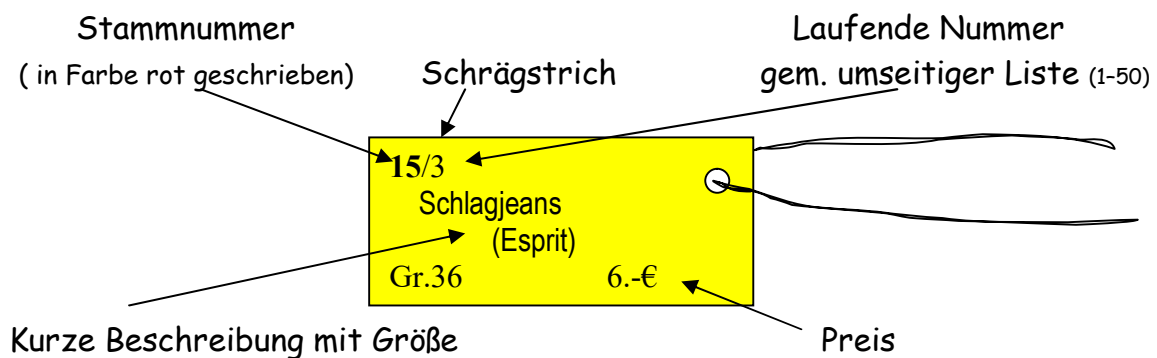 Stammnummer
( in Farbe rot geschrieben)
Schrägstrich
Laufende Nummer
gem. umseitiger Liste (1-50)
15/3
Schlagjeans
(Esprit)
Gr.36 6.-€
Kurze Beschreibung mit Größe
Preis